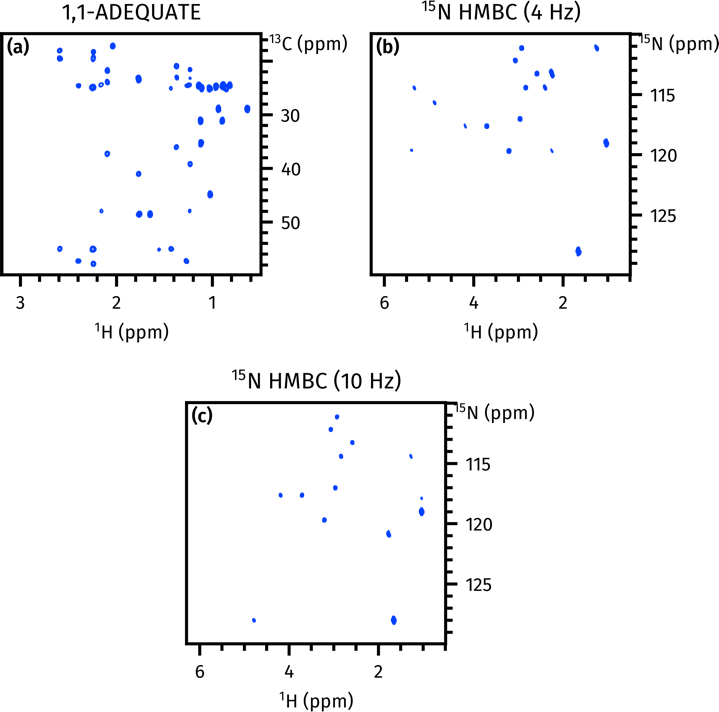 1,1-ADEQUATE
(a)
¹³C (ppm)
30
40
50
3 2 1
¹H (ppm)
¹⁵N HMBC (4 Hz)
(b)
¹⁵N (ppm)
115
120
125
6 4 2
¹H (ppm)
¹⁵N HMBC (10 Hz)
(c)
¹⁵N (ppm)
115
120
125
6 4 2
¹H (ppm)